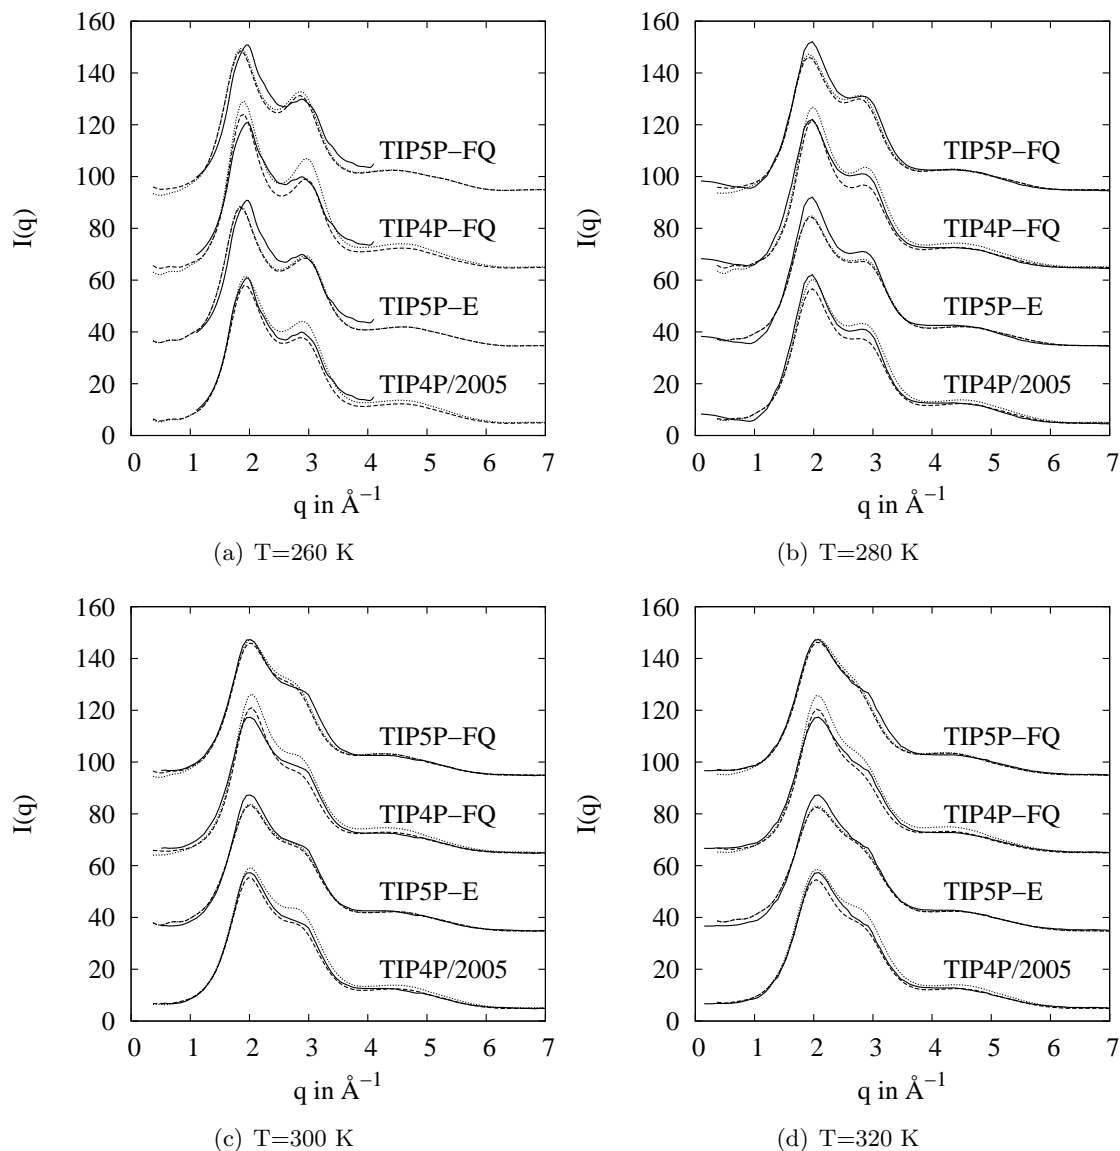 160
140
120
100
80
60
40
20
0
I(q)
TIP5P−FQ
TIP4P−FQ
TIP5P−E
TIP4P/2005
0 1 2 3 4 5 6 7
q in Å−1
(a) T=260 K
160
140
120
100
80
60
40
20
0
I(q)
TIP5P−FQ
TIP4P−FQ
TIP5P−E
TIP4P/2005
0 1 2 3 4 5 6 7
q in Å−1
(b) T=280 K
160
140
120
100
80
60
40
20
0
I(q)
TIP5P−FQ
TIP4P−FQ
TIP5P−E
TIP4P/2005
0 1 2 3 4 5 6 7
q in Å−1
(c) T=300 K
160
140
120
100
80
60
40
20
0
I(q)
TIP5P−FQ
TIP4P−FQ
TIP5P−E
TIP4P/2005
0 1 2 3 4 5 6 7
q in Å−1
(d) T=320 K